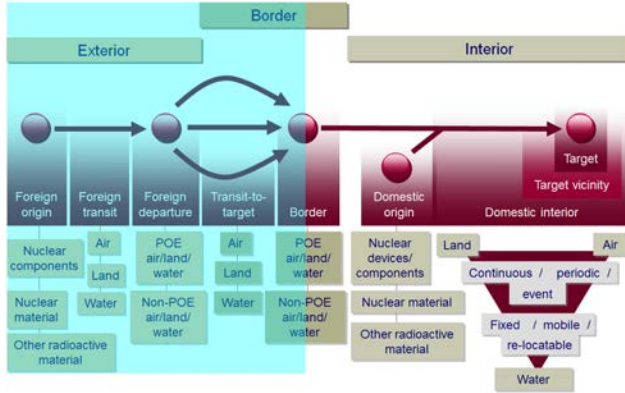 Border
Exterior
Interior
Target
Target vicinity
Foreign
origin
Foreign
transit
Foreign
departure
Transit-to-
target
Border
Domestic
origin
Domestic interior
Nuclear
components
Nuclear
material
Other radioactive
material
Air
Land
Water
POE
air/land/
water
Non-POE
air/land/
water
Air
Land
Water
POE
air/land/
water
Non-POE
air/land/
water
Nuclear
devices/
components
Nuclear material
Other radioactive
material
Land
Air
Continuous / periodic /
event
Fixed / mobile /
re-locatable
Water